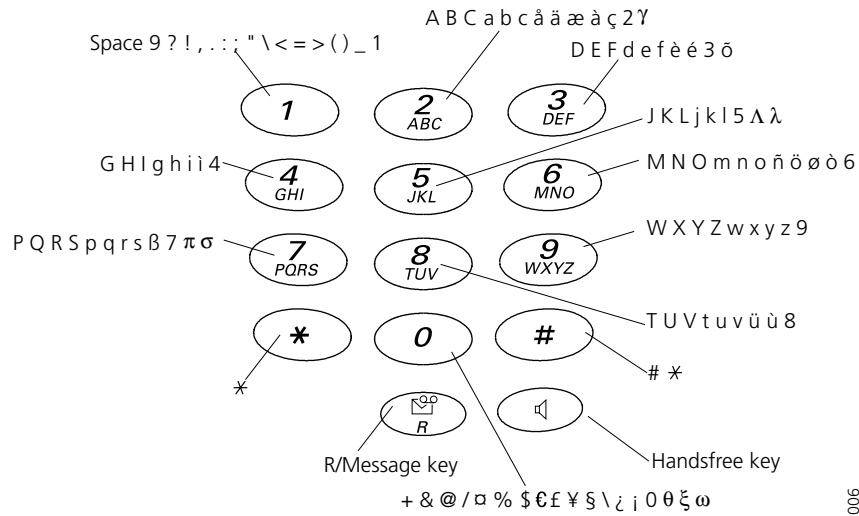 A B C a b c å ä æ à ç 2 γ
Space 9 ? ! , . : ; " \ < = > ( ) _ 1
D E F d e f è é 3 õ
1
2
ABC
3
DEF
J K L j k l 5 Λ λ
G H I g h i ì 4
4
GHI
5
JKL
6
MNO
M N O m n o ñ ö ø ò 6
P Q R S p q r s ß 7 π σ
7
PQRS
8
TUV
9
WXYZ
W X Y Z w x y z 9
T U V t u v ü ù 8
*
0
#
*
# *
R
R/Message key
Handsfree key
+ & @ / ¤ % $ € £ ¥ § \ ¿ ¡ 0 θ ξ ω
006